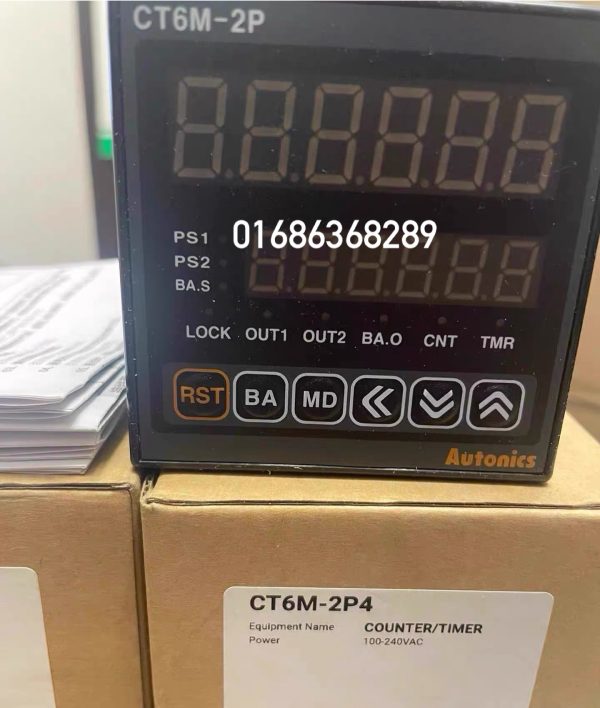 CT6M-2P
PS1
01686368289
PS2
BA.S
LOCK OUT1 OUT2 BA.O CNT TMR
RST BA MD
Autonics
CT6M-2P4
Equipment Name COUNTER/TIMER
Power 100-240VAC